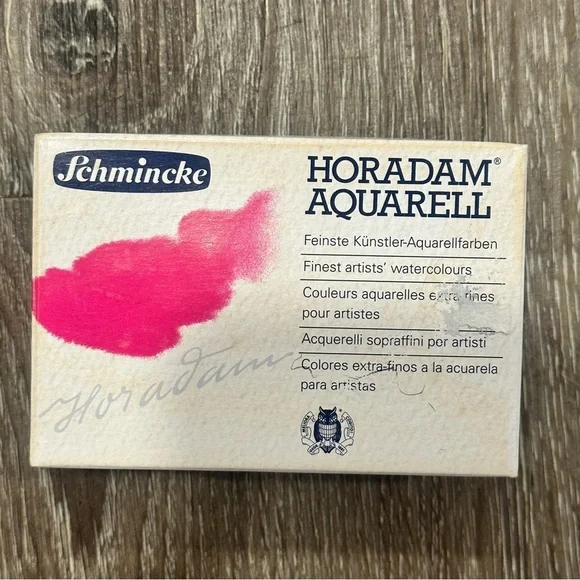 Schmincke
HORADAM®
AQUARELL
Feinste Künstler-Aquarellfarben
Finest artists' watercolours
Couleurs aquarelles extra fines
pour artistes
Acquerelli sopraffini per artisti
Colores extra-finos a la acuarela
para artistas
Horadam